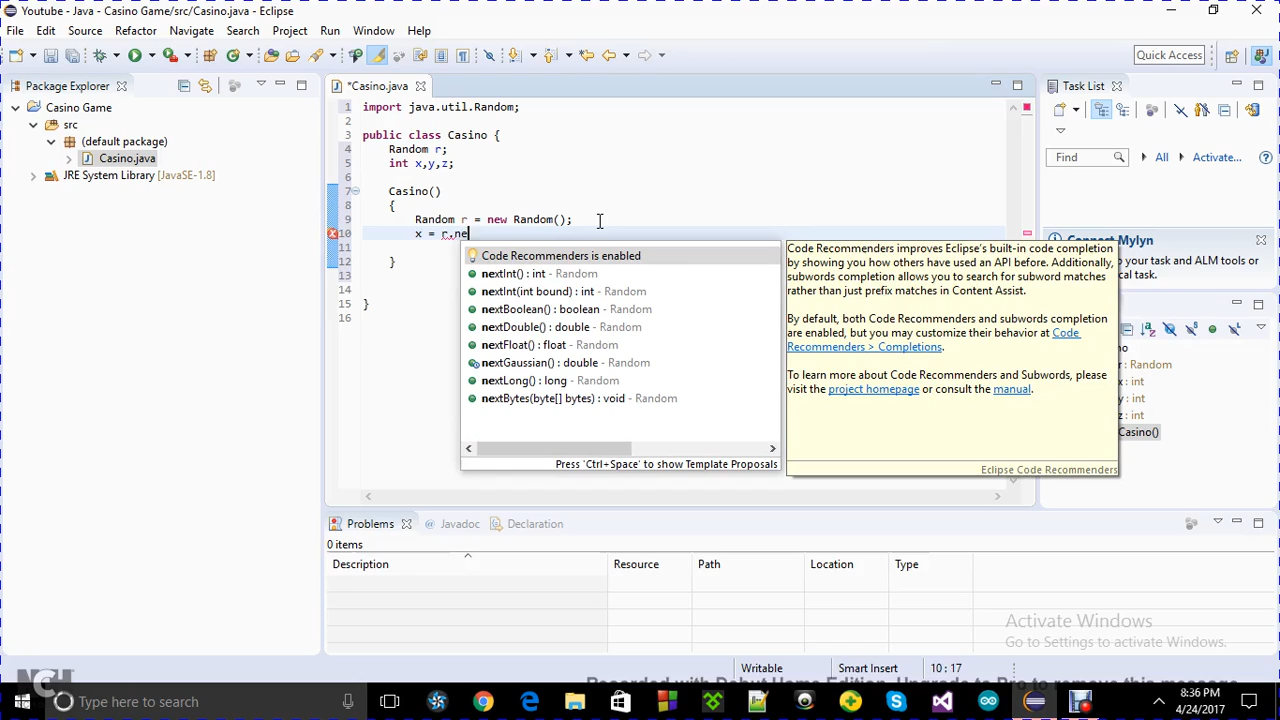 Youtube - Java - Casino Game/src/Casino.java - Eclipse
File Edit Source Refactor Navigate Search Project Run Window Help
Quick Access
Package Explorer
Casino Game
src
(default package)
Casino.java
JRE System Library [JavaSE-1.8]
*Casino.java
1 import java.util.Random;
2
3 public class Casino {
4 Random r;
5 int x,y,z;
6
7 Casino()
8 {
9 Random r = new Random();
10 x = r.ne
11
12 }
13
14
15 }
16
Code Recommenders is enabled
nextInt() : int - Random
nextInt(int bound) : int - Random
nextBoolean() : boolean - Random
nextDouble() : double - Random
nextFloat() : float - Random
nextGaussian() : double - Random
nextLong() : long - Random
nextBytes(byte[] bytes) : void - Random
Press 'Ctrl+Space' to show Template Proposals
Code Recommenders improves Eclipse's built-in code completion
by showing you how others have used an API before. Additionally,
subwords completion allows you to search for subword matches
rather than just prefix matches in Content Assist.
By default, both Code Recommenders and subwords completion
are enabled, but you may customize their behavior at Code
Recommenders > Completions.
To learn more about Code Recommenders and Subwords, please
visit the project homepage or consult the manual.
Eclipse Code Recommenders
Task List
Find All Activate...
Connect Mylyn
to your task and ALM tools or
cal task.
: Random
: int
: int
: int
Casino()
Problems Javadoc Declaration
0 items
Description Resource Path Location Type
Activate Windows
Go to Settings to activate Windows.
Writable Smart Insert 10 : 17
NCH
Type here to search
8:36 PM
4/24/2017